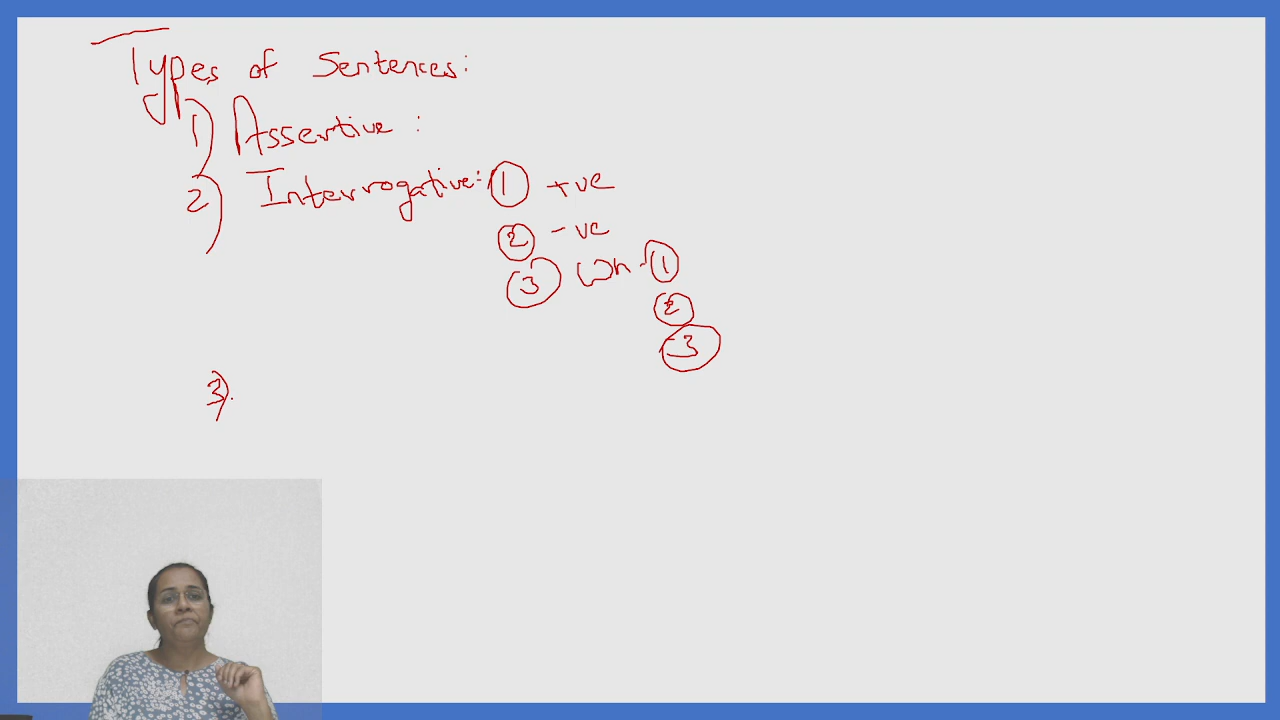 Types of Sentences:
1) Assertive :
2) Interrogative: ① +ve
② -ve
③ Wh - ①
②
③
3).